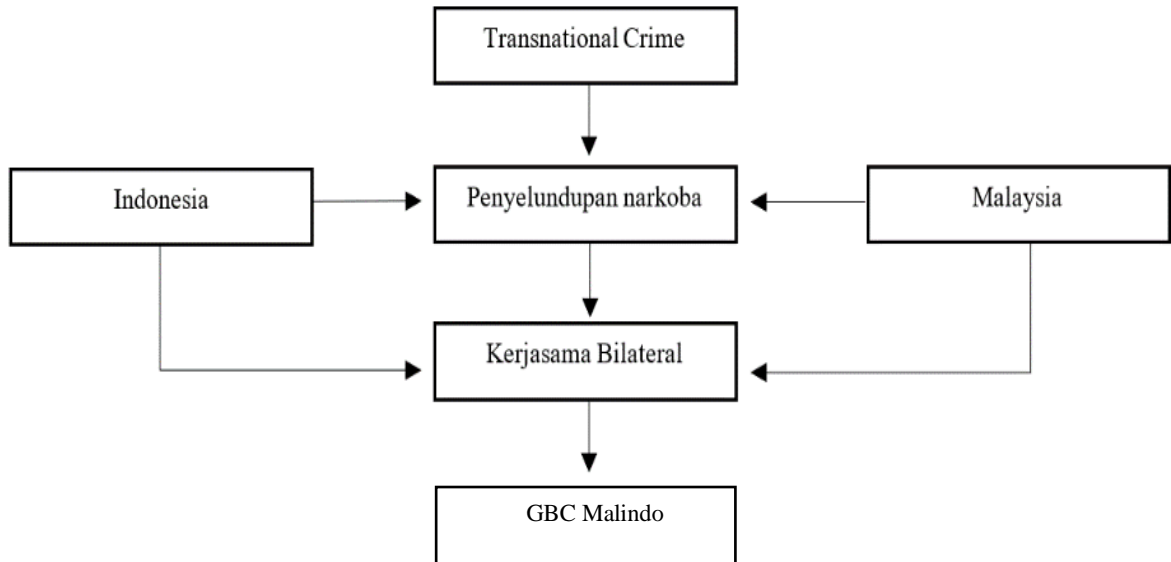 Transnational Crime
Indonesia
Penyelundupan narkoba
Malaysia
Kerjasama Bilateral
GBC Malindo